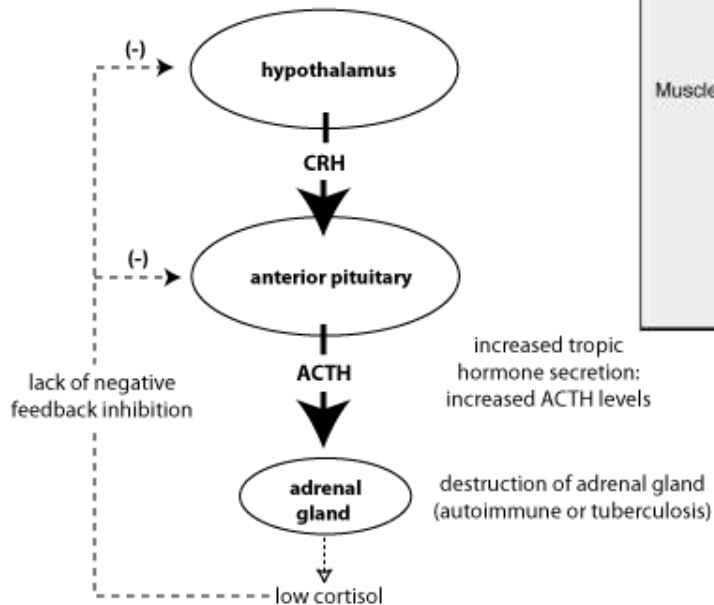 (-)
hypothalamus
Muscle
CRH
(-)
anterior pituitary
increased tropic
hormone secretion:
increased ACTH levels
ACTH
lack of negative
feedback inhibition
adrenal
gland
destruction of adrenal gland
(autoimmune or tuberculosis)
low cortisol